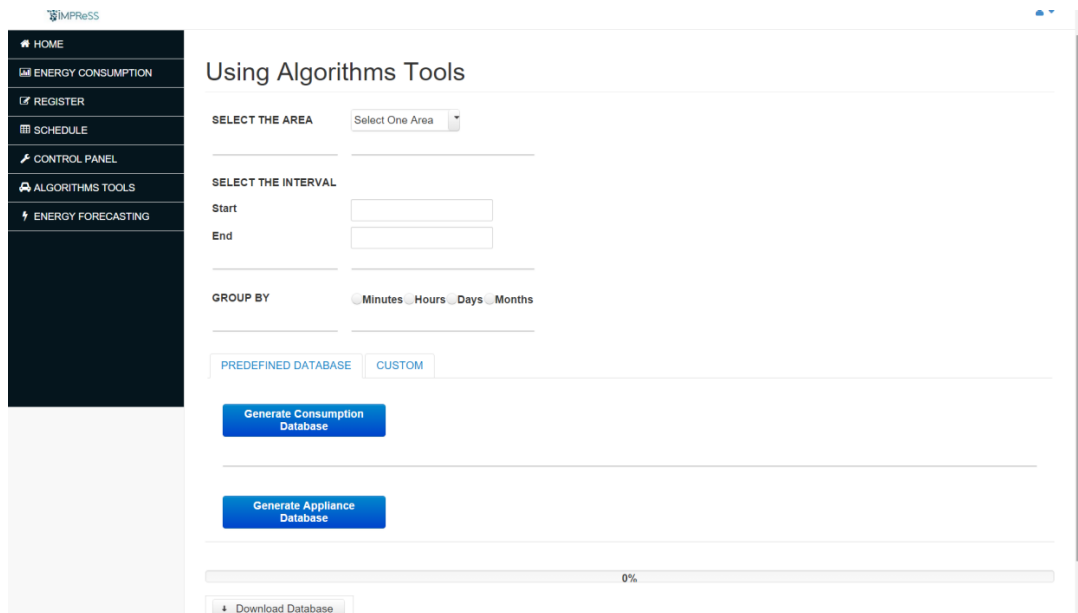 iMPReSS
HOME
ENERGY CONSUMPTION
REGISTER
SCHEDULE
CONTROL PANEL
ALGORITHMS TOOLS
ENERGY FORECASTING
Using Algorithms Tools
SELECT THE AREA Select One Area
SELECT THE INTERVAL
Start
End
GROUP BY Minutes Hours Days Months
PREDEFINED DATABASE CUSTOM
Generate Consumption
Database
Generate Appliance
Database
0%
Download Database